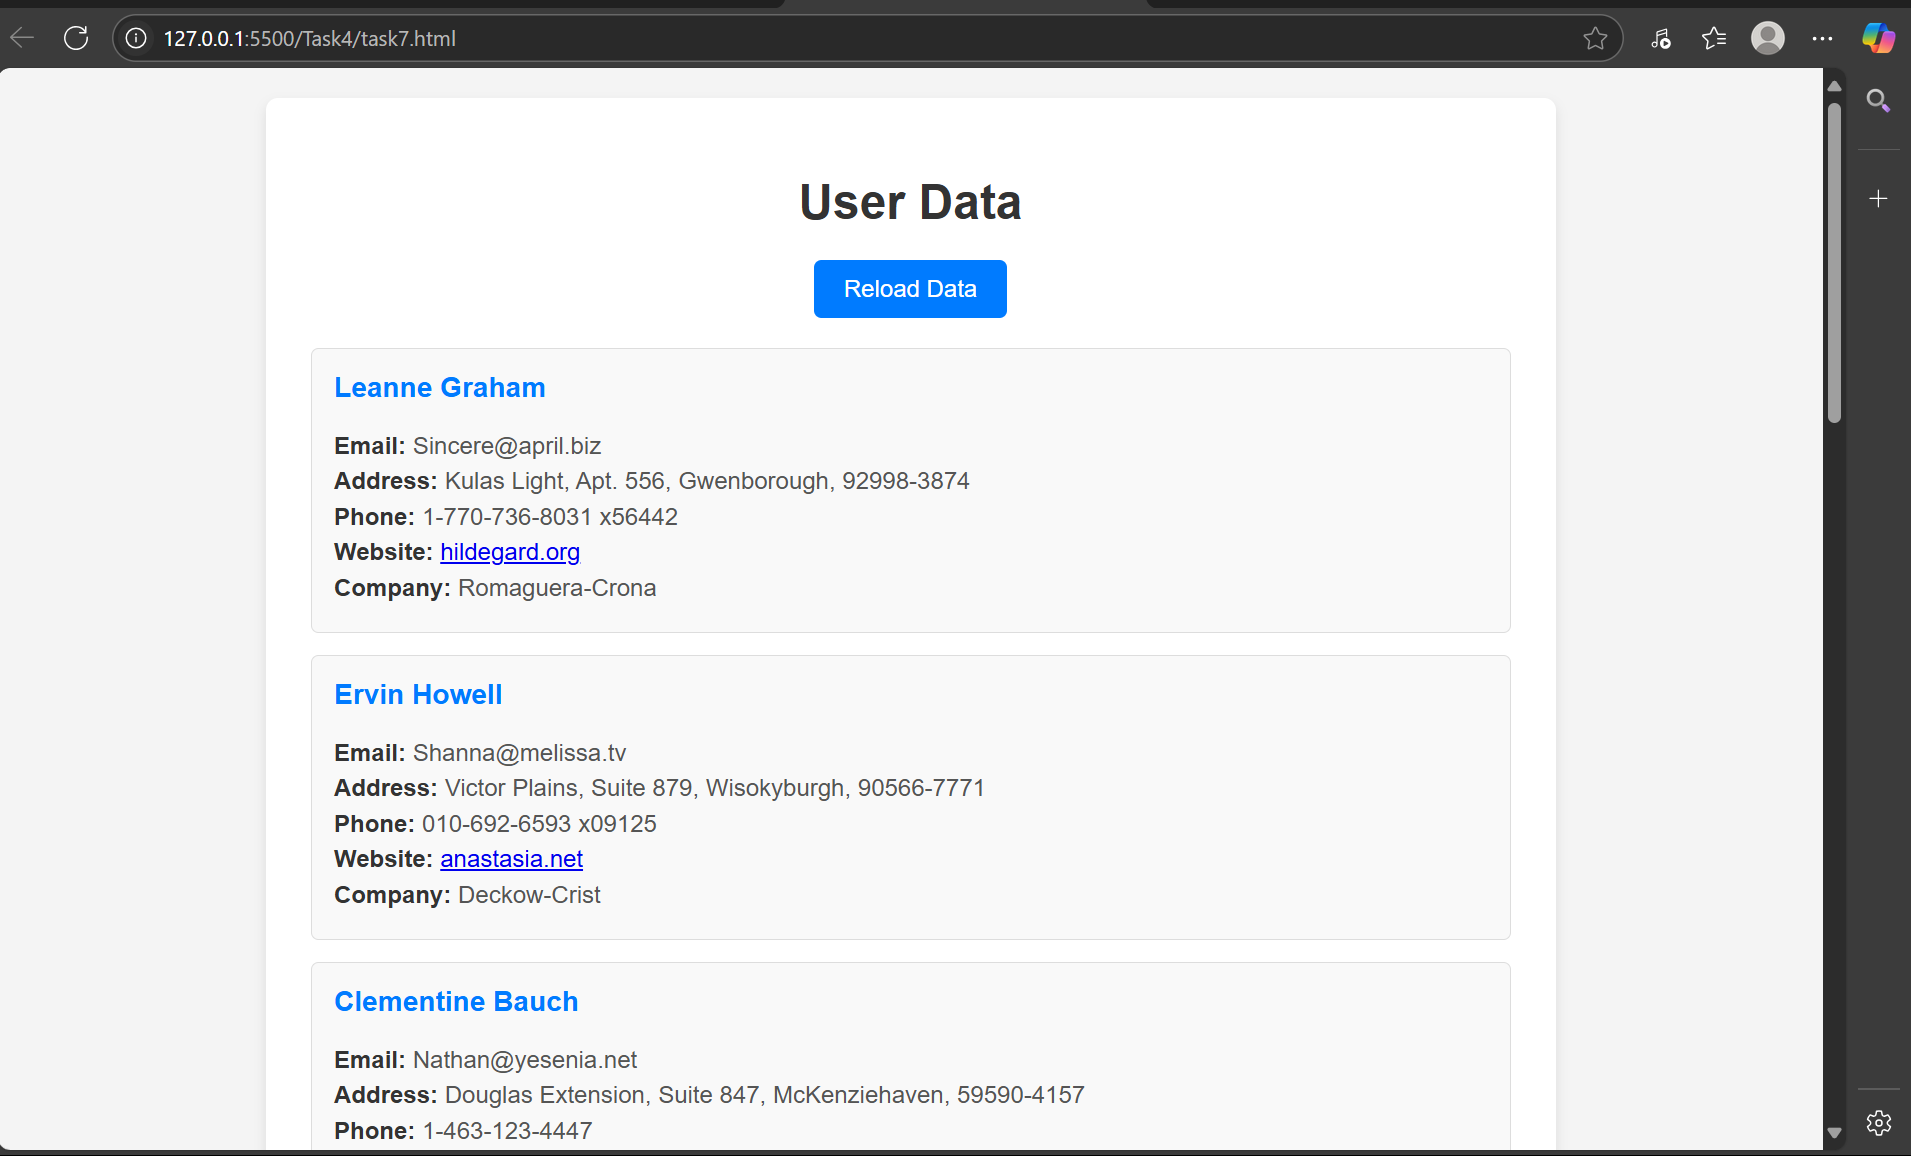 127.0.0.1:5500/Task4/task7.html
User Data
Reload Data
Leanne Graham
Email: Sincere@april.biz
Address: Kulas Light, Apt. 556, Gwenborough, 92998-3874
Phone: 1-770-736-8031 x56442
Website: hildegard.org
Company: Romaguera-Crona
Ervin Howell
Email: Shanna@melissa.tv
Address: Victor Plains, Suite 879, Wisokyburgh, 90566-7771
Phone: 010-692-6593 x09125
Website: anastasia.net
Company: Deckow-Crist
Clementine Bauch
Email: Nathan@yesenia.net
Address: Douglas Extension, Suite 847, McKenziehaven, 59590-4157
Phone: 1-463-123-4447